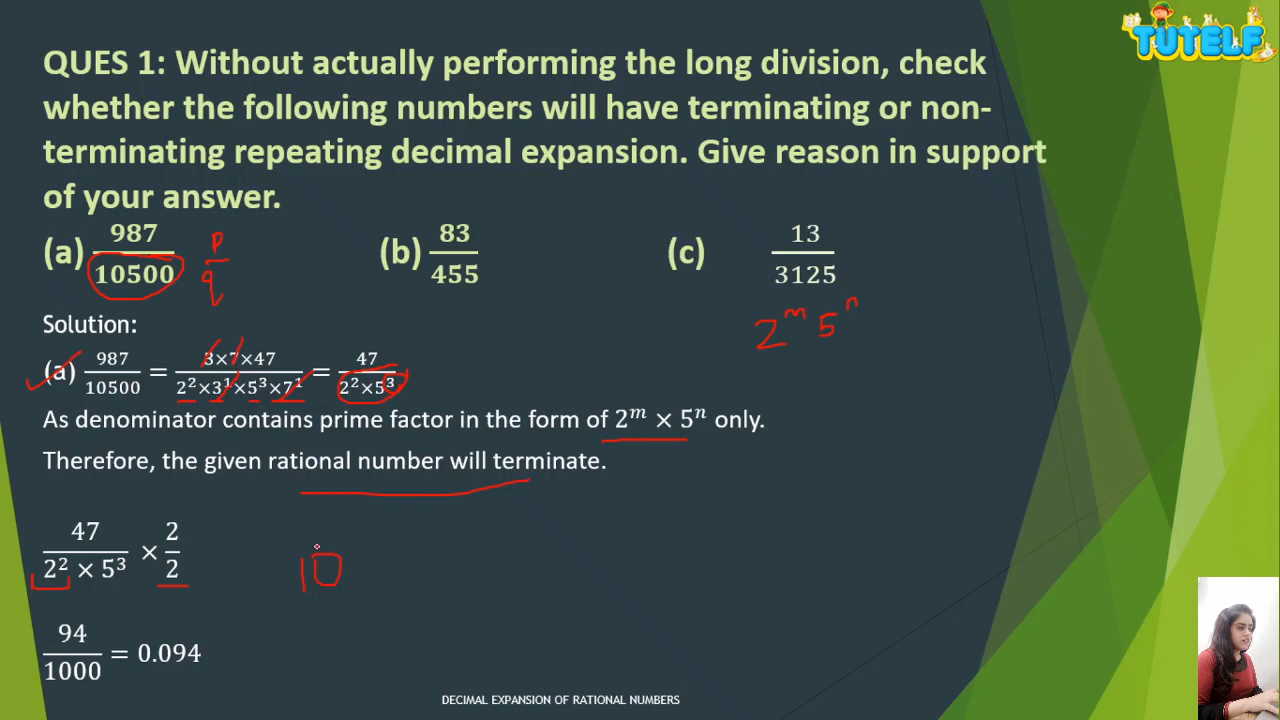 TUTELF
QUES 1: Without actually performing the long division, check
whether the following numbers will have terminating or non-
terminating repeating decimal expansion. Give reason in support
of your answer.
(a) 987/10500 p/q (b) 83/455 (c) 13/3125
2^m 5^n
Solution:
(a) 987/10500 = 3×7×47/2²×3¹×5³×7¹ = 47/2²×5³
As denominator contains prime factor in the form of 2^m × 5^n only.
Therefore, the given rational number will terminate.
47/2² × 5³ × 2/2 10
94/1000 = 0.094
DECIMAL EXPANSION OF RATIONAL NUMBERS